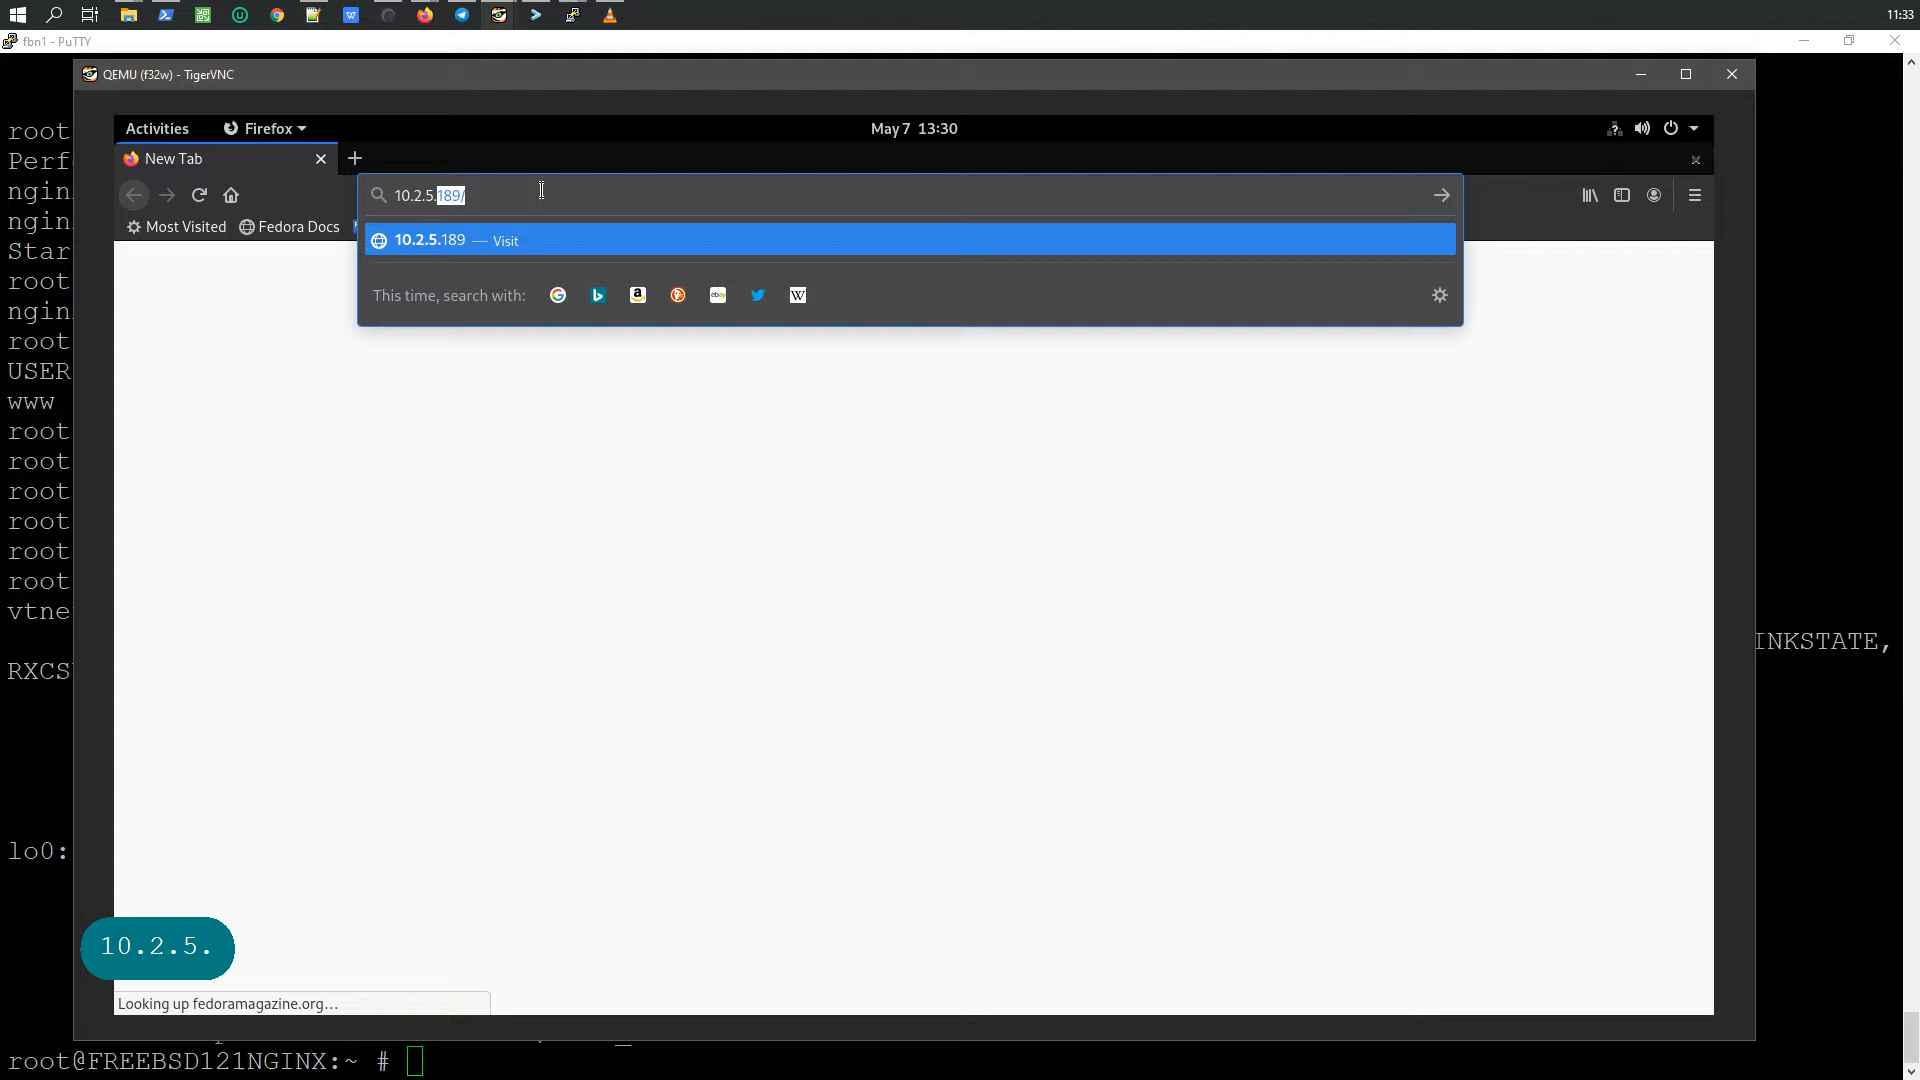 11:33
fbn1 - PuTTY
QEMU (f32w) - TigerVNC
Activities Firefox May 7 13:30
New Tab
10.2.5.189/
Most Visited Fedora Docs
10.2.5.189 — Visit
This time, search with:
root
Perf
ngin
ngin
Star
root
ngin
root
USER
www
root
root
root
root
root
root
vtne
INKSTATE,
RXCS
lo0:
10.2.5.
Looking up fedoramagazine.org…
root@FREEBSD121NGINX:~ #